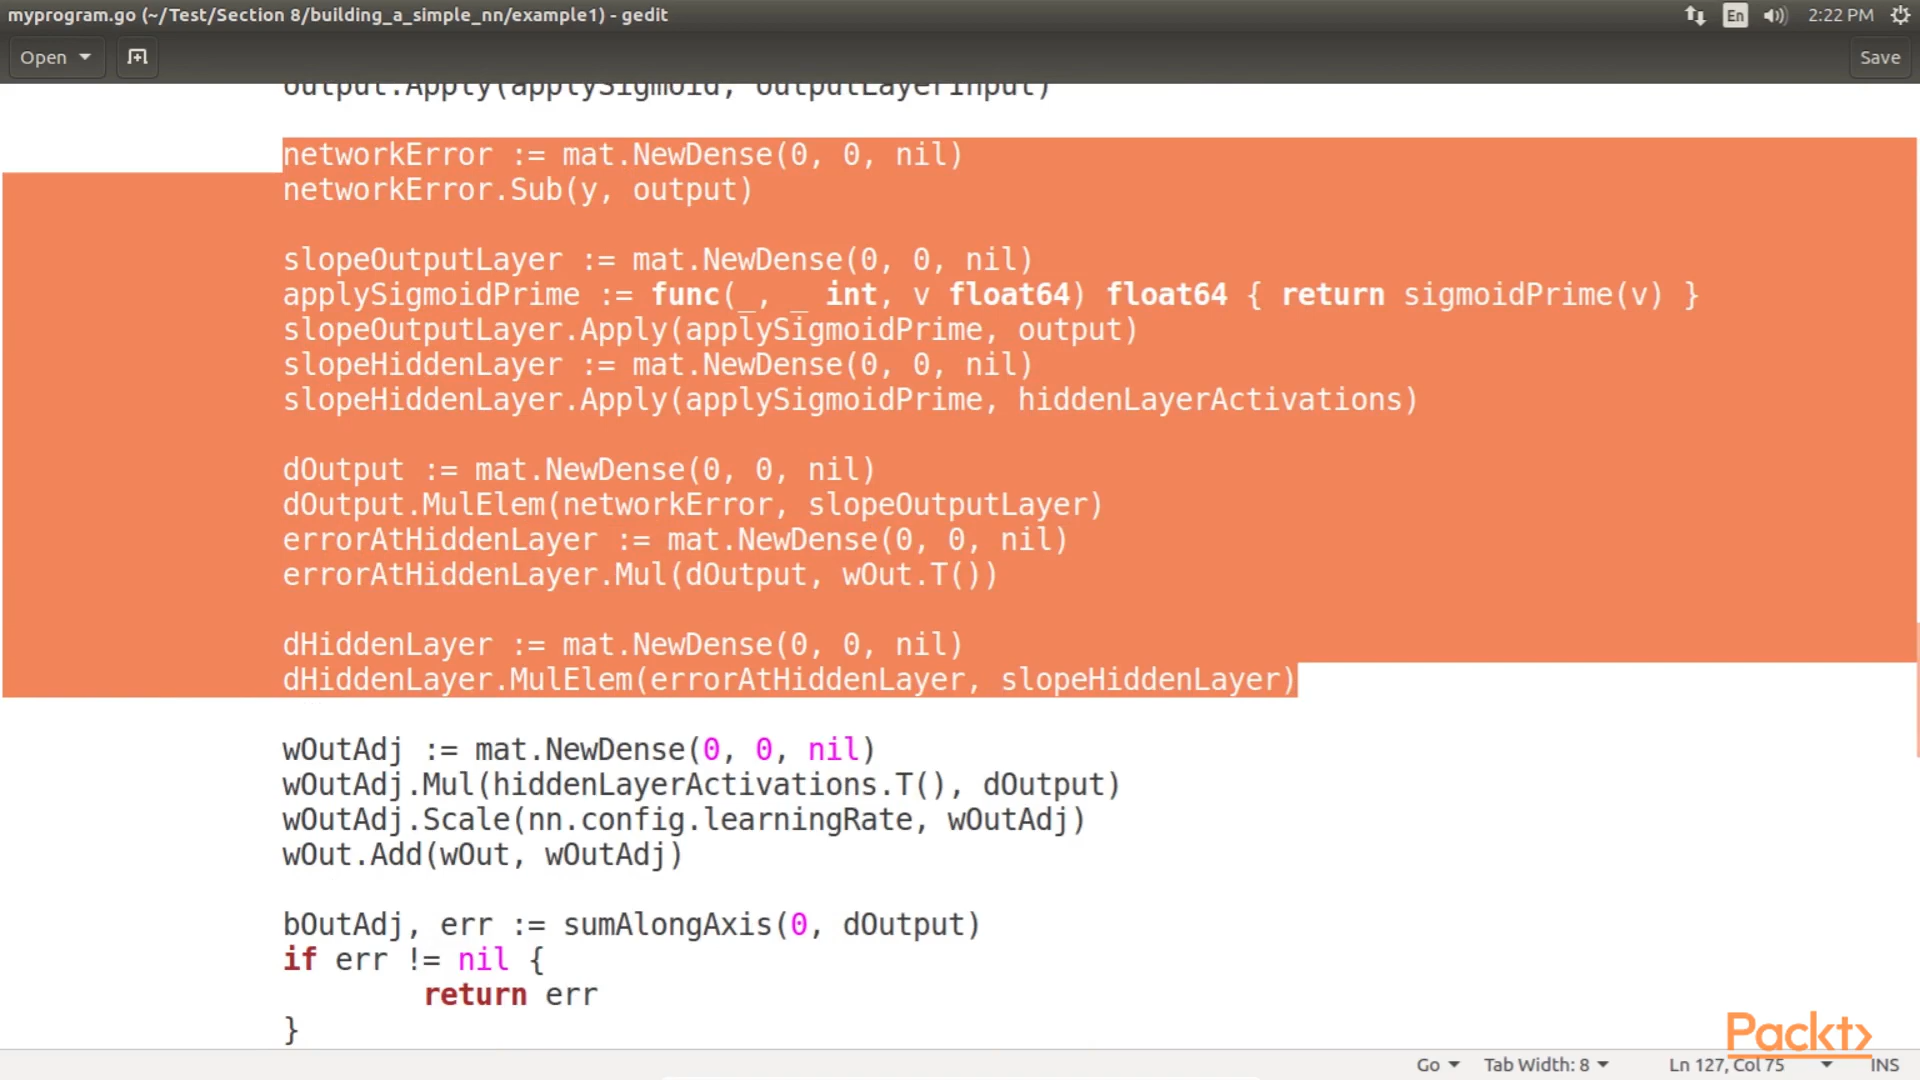 myprogram.go (~/Test/Section 8/building_a_simple_nn/example1) - gedit
En
2:22 PM
Open
Save
output.Apply(applySigmoid, outputLayerInput)
networkError := mat.NewDense(0, 0, nil)
networkError.Sub(y, output)
slopeOutputLayer := mat.NewDense(0, 0, nil)
applySigmoidPrime := func(_, _ int, v float64) float64 { return sigmoidPrime(v) }
slopeOutputLayer.Apply(applySigmoidPrime, output)
slopeHiddenLayer := mat.NewDense(0, 0, nil)
slopeHiddenLayer.Apply(applySigmoidPrime, hiddenLayerActivations)
dOutput := mat.NewDense(0, 0, nil)
dOutput.MulElem(networkError, slopeOutputLayer)
errorAtHiddenLayer := mat.NewDense(0, 0, nil)
errorAtHiddenLayer.Mul(dOutput, wOut.T())
dHiddenLayer := mat.NewDense(0, 0, nil)
dHiddenLayer.MulElem(errorAtHiddenLayer, slopeHiddenLayer)
wOutAdj := mat.NewDense(0, 0, nil)
wOutAdj.Mul(hiddenLayerActivations.T(), dOutput)
wOutAdj.Scale(nn.config.learningRate, wOutAdj)
wOut.Add(wOut, wOutAdj)
bOutAdj, err := sumAlongAxis(0, dOutput)
if err != nil {
return err
}
Packt>
Go
Tab Width: 8
Ln 127, Col 75
INS